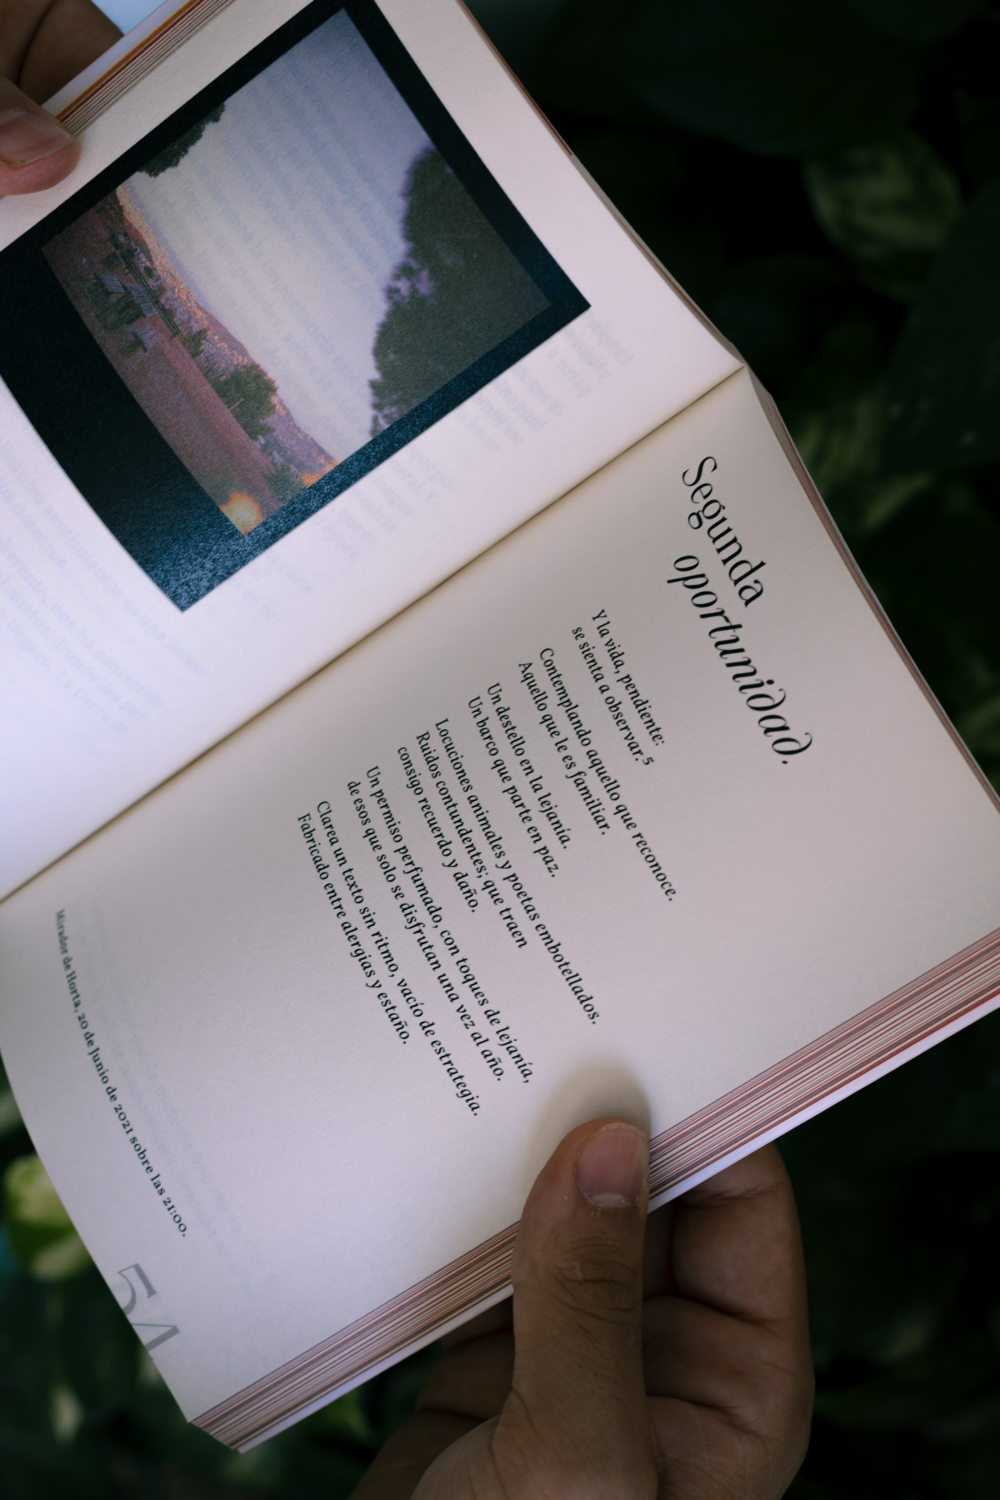 Segunda
oportunidad.
Y la vida, pendiente:
se sienta a observar.⁵
Contemplando aquello que reconoce.
Aquello que le es familiar.
Un destello en la lejanía.
Un barco que parte en paz.
Locuciones animales y poetas embotellados.
Ruidos contundentes; que traen
consigo recuerdo y daño.
Un permiso perfumado, con toques de lejanía,
de esos que solo se disfrutan una vez al año.
Clarea un texto sin ritmo, vacío de estrategia.
Fabricado entre alergias y estaño.
Mirador de Horta, 20 de Junio de 2021 sobre las 21:00.
54